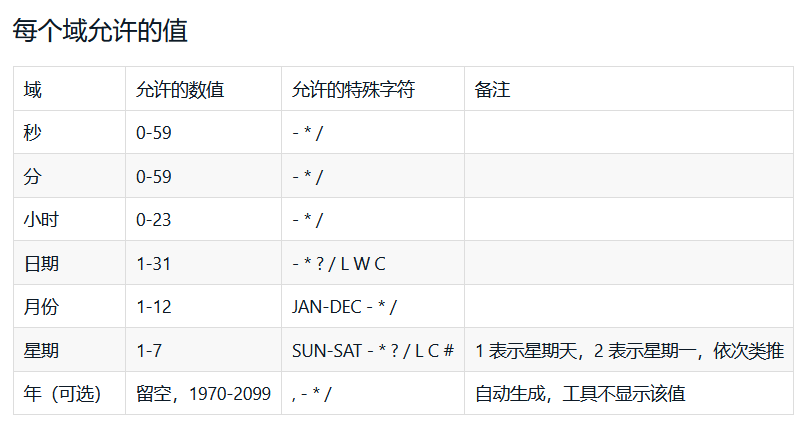 每个域允许的值
域 允许的数值 允许的特殊字符 备注
秒 0-59 - * /
分 0-59 - * /
小时 0-23 - * /
日期 1-31 - * ? / L W C
月份 1-12 JAN-DEC - * /
星期 1-7 SUN-SAT - * ? / L C # 1 表示星期天，2 表示星期一，依次类推
年（可选） 留空，1970-2099 , - * / 自动生成，工具不显示该值